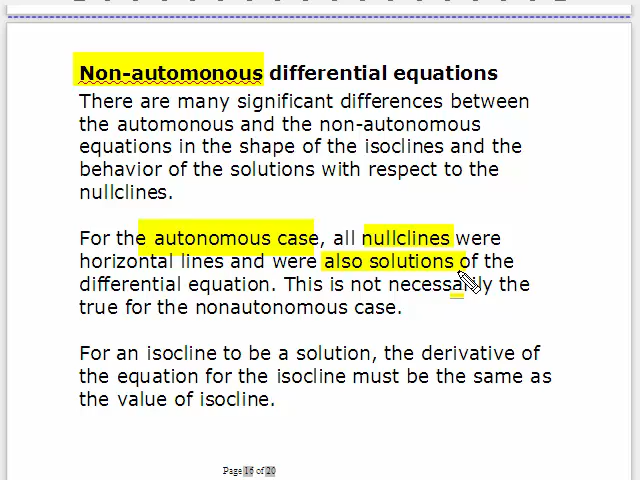 Non-automonous differential equations
There are many significant differences between
the automonous and the non-autonomous
equations in the shape of the isoclines and the
behavior of the solutions with respect to the
nullclines.
For the autonomous case, all nullclines were
horizontal lines and were also solutions of the
differential equation. This is not necessarily the
true for the nonautonomous case.
For an isocline to be a solution, the derivative of
the equation for the isocline must be the same as
the value of isocline.
Page 16 of 20